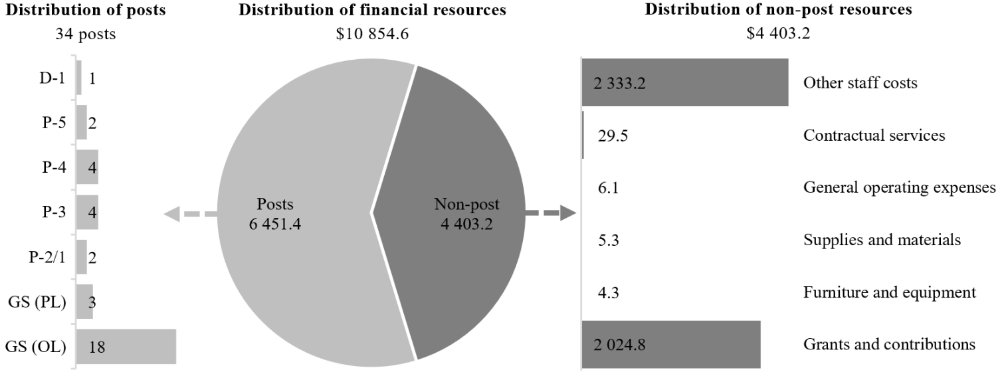 Distribution of posts
34 posts
D-1 1
P-5 2
P-4 4
P-3 4
P-2/1 2
GS (PL) 3
GS (OL) 18
Distribution of financial resources
$10 854.6
Posts
6 451.4
Non-post
4 403.2
Distribution of non-post resources
$4 403.2
2 333.2 Other staff costs
29.5 Contractual services
6.1 General operating expenses
5.3 Supplies and materials
4.3 Furniture and equipment
2 024.8 Grants and contributions